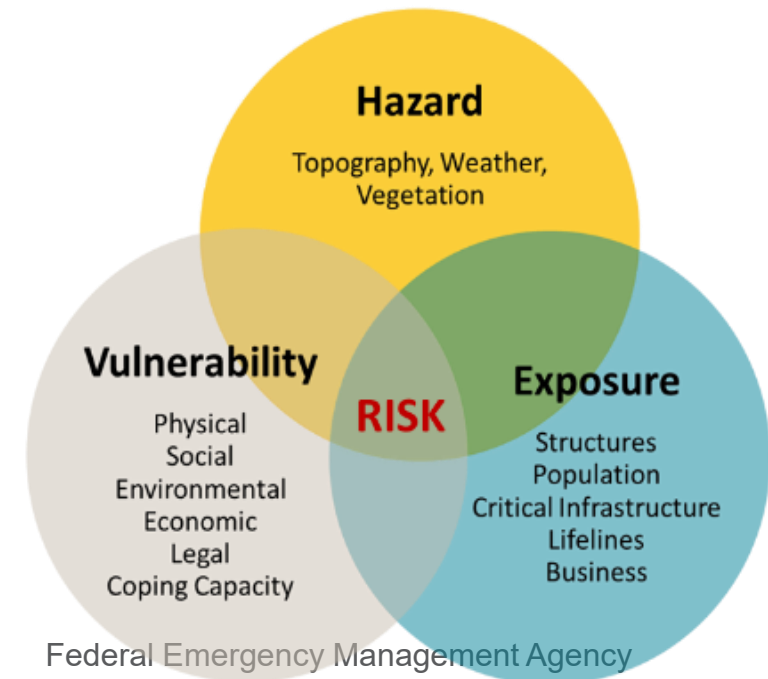 Hazard
Topography, Weather,
Vegetation
Vulnerability
Physical
Social
Environmental
Economic
Legal
Coping Capacity
RISK
Exposure
Structures
Population
Critical Infrastructure
Lifelines
Business
Federal Emergency Management Agency